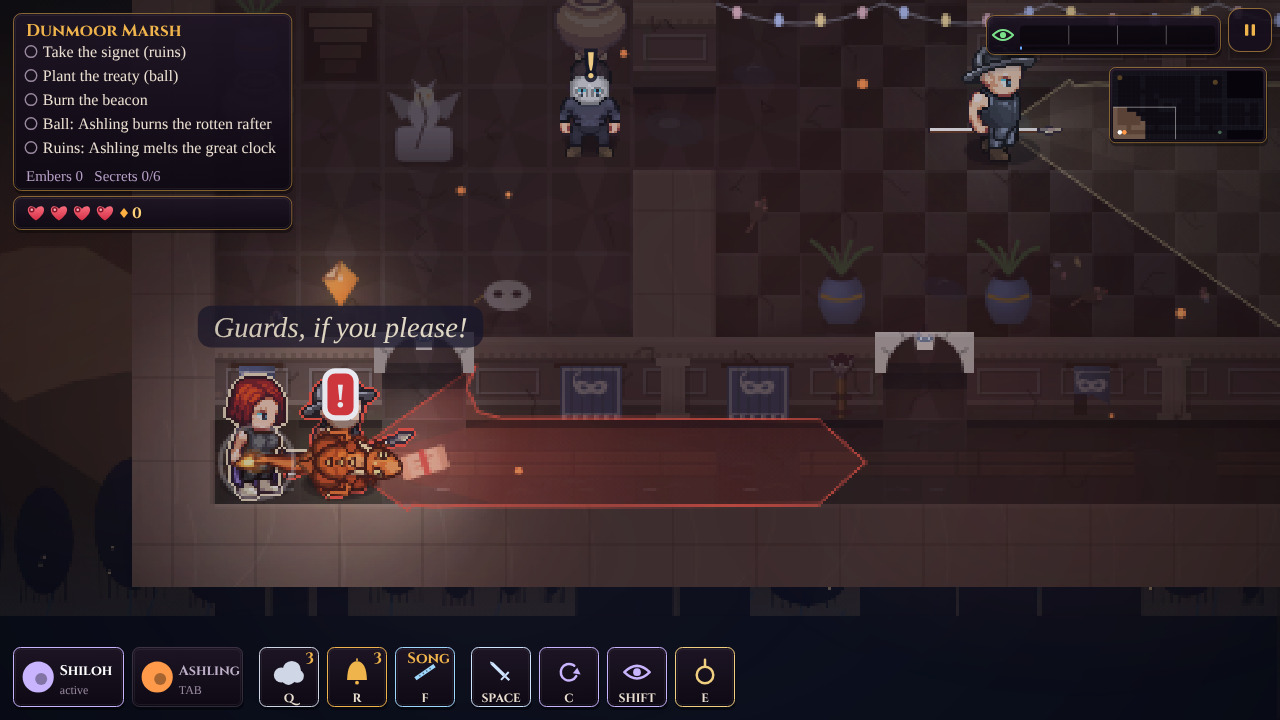 Dunmoor Marsh
Take the signet (ruins)
Plant the treaty (ball)
Burn the beacon
Ball: Ashling burns the rotten rafter
Ruins: Ashling melts the great clock
Embers 0 Secrets 0/6
0
!
Guards, if you please!
!
Shiloh
active
Ashling
TAB
3
Q
3
R
Song
F
SPACE
C
SHIFT
E